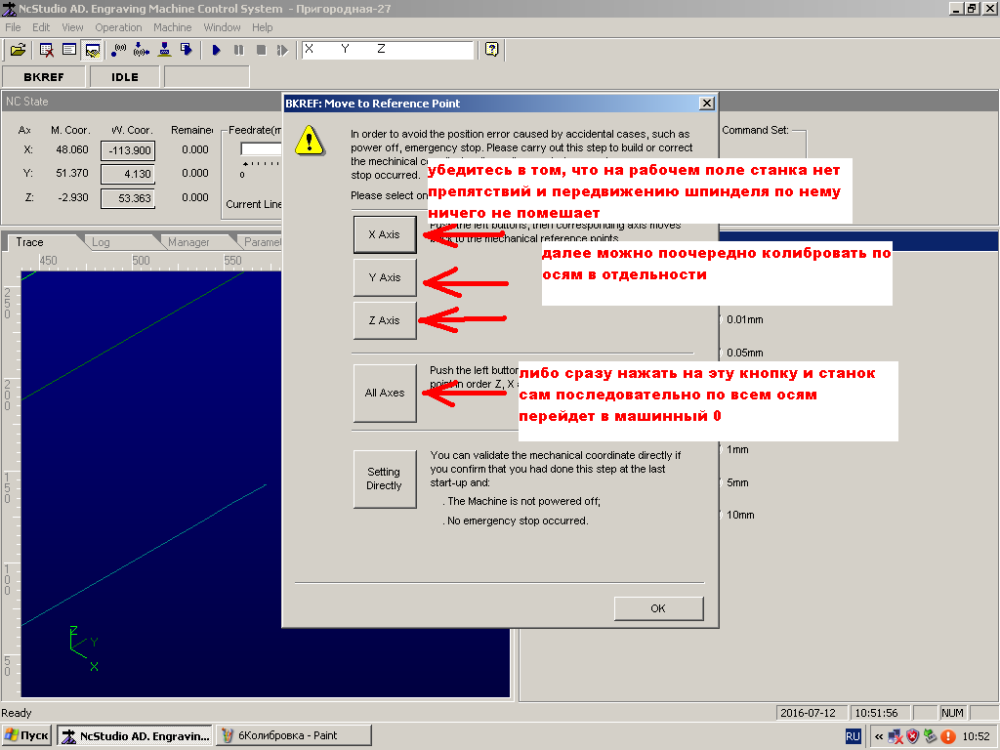 NcStudio AD. Engraving Machine Control System - Пригородная-27
File Edit View Operation Machine Window Help
X Y Z
BKREF IDLE
NC State
Ax M. Coor. W. Coor. Remaine Feedrate(m
X: 48.060 -113.900 0.000
Y: 51.370 4.130 0.000
Z: -2.930 53.363 0.000
0
Current Line
Command Set:
Trace Log Manager Paramet
450 500 550
250
200
150
100
50
Z
Y
X
BKREF: Move to Reference Point
In order to avoid the position error caused by accidental cases, such as
power off, emergency stop. Please carry out this step to build or correct
the mechinical
stop occurred.
Please select
убедитесь в том, что на рабочем поле станка нет
препятствий и передвижению шпинделя по нему
ничего не помешает
X Axis
Push the left buttons, then corresponding axis moves
back to the mechanical reference points.
Y Axis
далее можно поочередно колибровать по
осям в отдельности
Z Axis
All Axes
Push the left button
point in order Z, X
либо сразу нажать на эту кнопку и станок
сам последовательно по всем осям
перейдет в машинный 0
Setting
Directly
You can validate the mechanical coordinate directly if
you confirm that you had done this step at the last
start-up and:
. The Machine is not powered off;
. No emergency stop occurred.
OK
0.01mm
0.05mm
1mm
5mm
10mm
Ready 2016-07-12 10:51:56 NUM
Пуск NcStudio AD. Engravin... 6Колибровка - Paint RU « 10:52